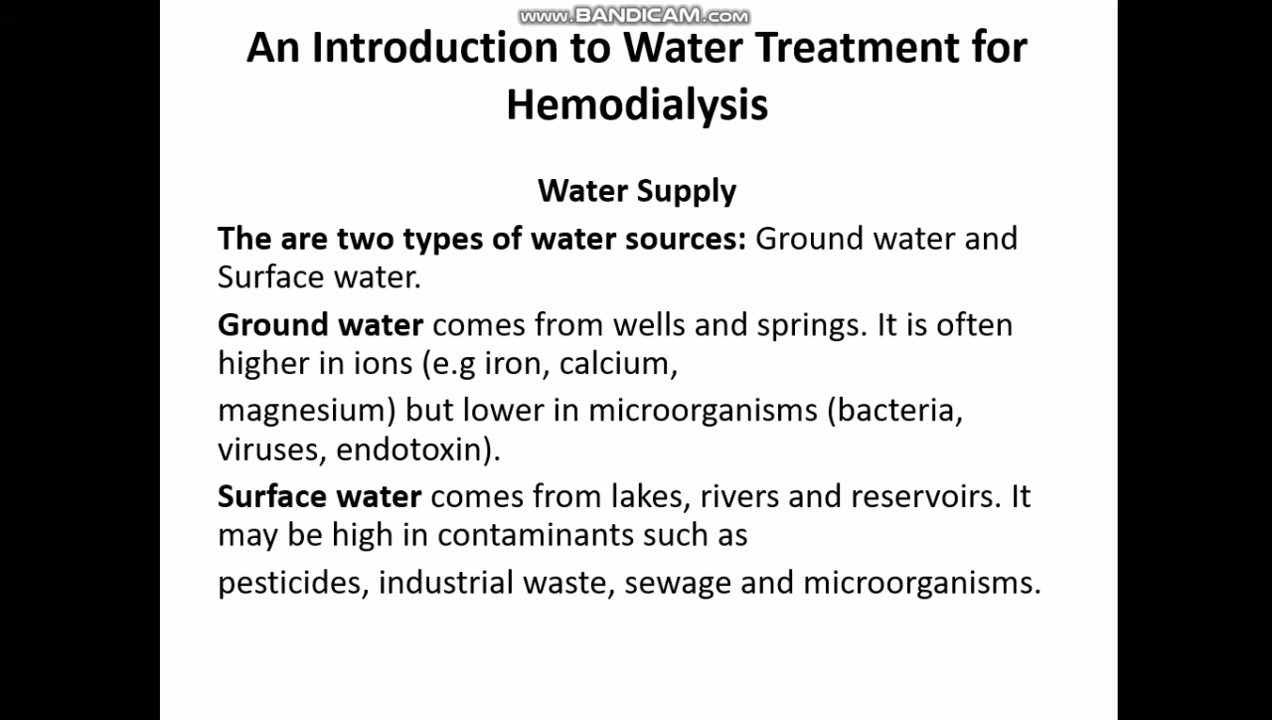 www.BANDICAM.com
An Introduction to Water Treatment for
Hemodialysis
Water Supply
The are two types of water sources: Ground water and
Surface water.
Ground water comes from wells and springs. It is often
higher in ions (e.g iron, calcium,
magnesium) but lower in microorganisms (bacteria,
viruses, endotoxin).
Surface water comes from lakes, rivers and reservoirs. It
may be high in contaminants such as
pesticides, industrial waste, sewage and microorganisms.